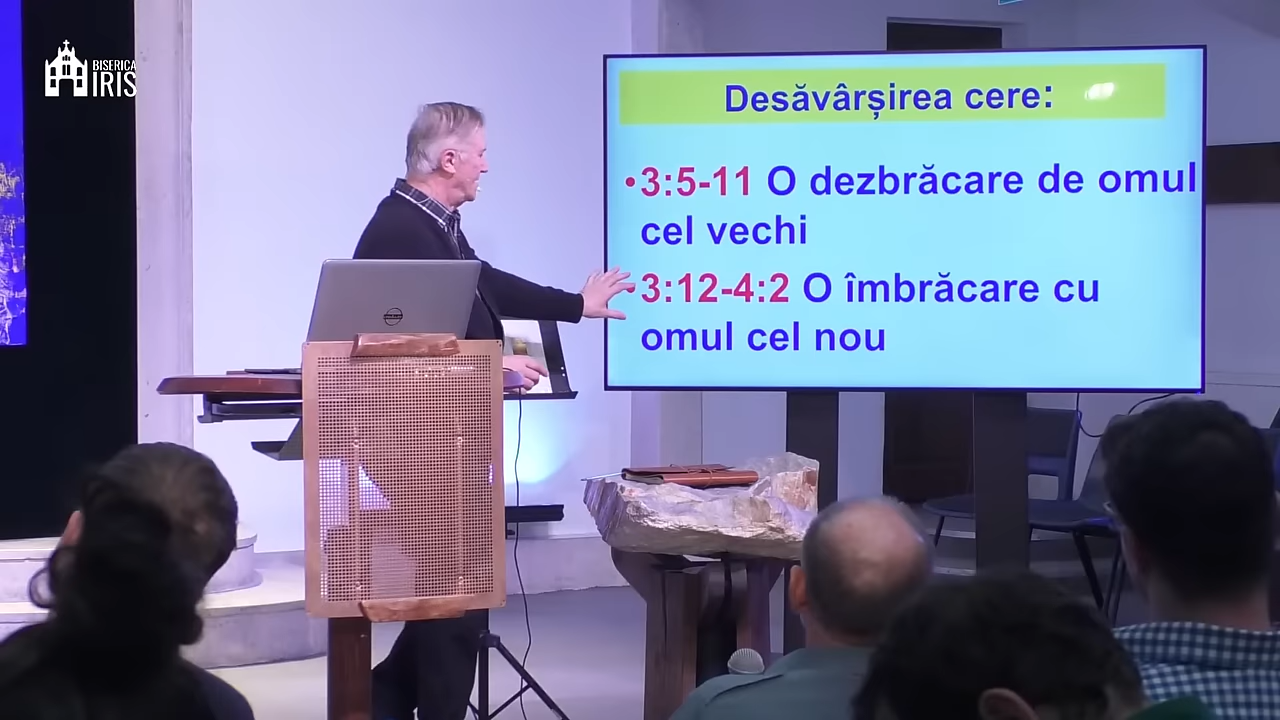 BISERICA
IRIS
Desăvârșirea cere:
•3:5-11 O dezbrăcare de omul
cel vechi
•3:12-4:2 O îmbrăcare cu
omul cel nou